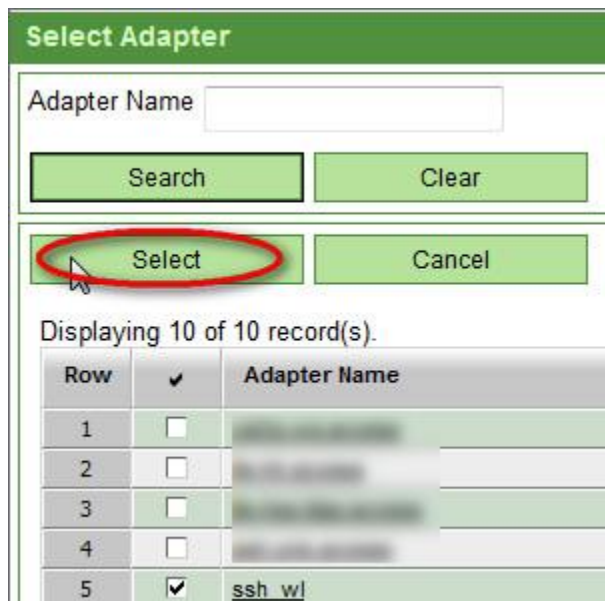 Select Adapter
Adapter Name
Search Clear
Select Cancel
Displaying 10 of 10 record(s).
Row ✔ Adapter Name
1
2
3
4
5 ssh_wl